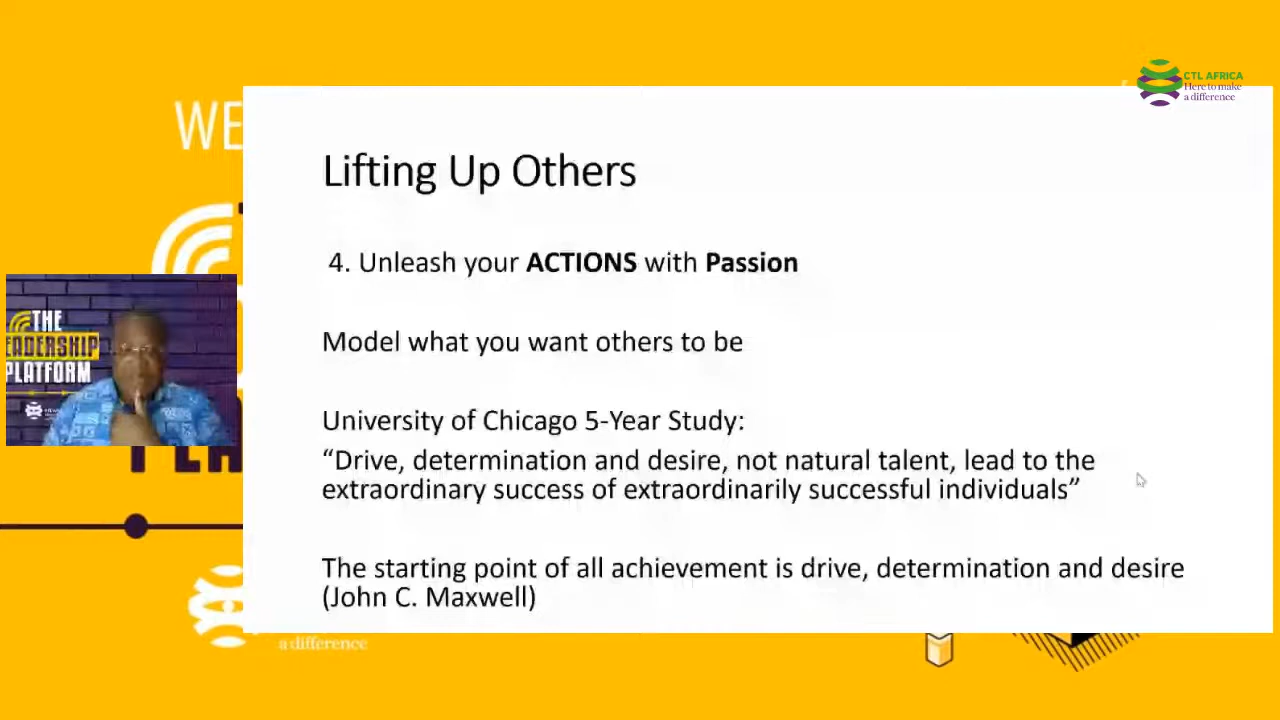 CTL AFRICA
Here to make
a difference
WE
Lifting Up Others
4. Unleash your ACTIONS with Passion
Model what you want others to be
University of Chicago 5-Year Study:
“Drive, determination and desire, not natural talent, lead to the
extraordinary success of extraordinarily successful individuals”
The starting point of all achievement is drive, determination and desire
(John C. Maxwell)
THE
EADERSHIP
PLATFORM
a difference